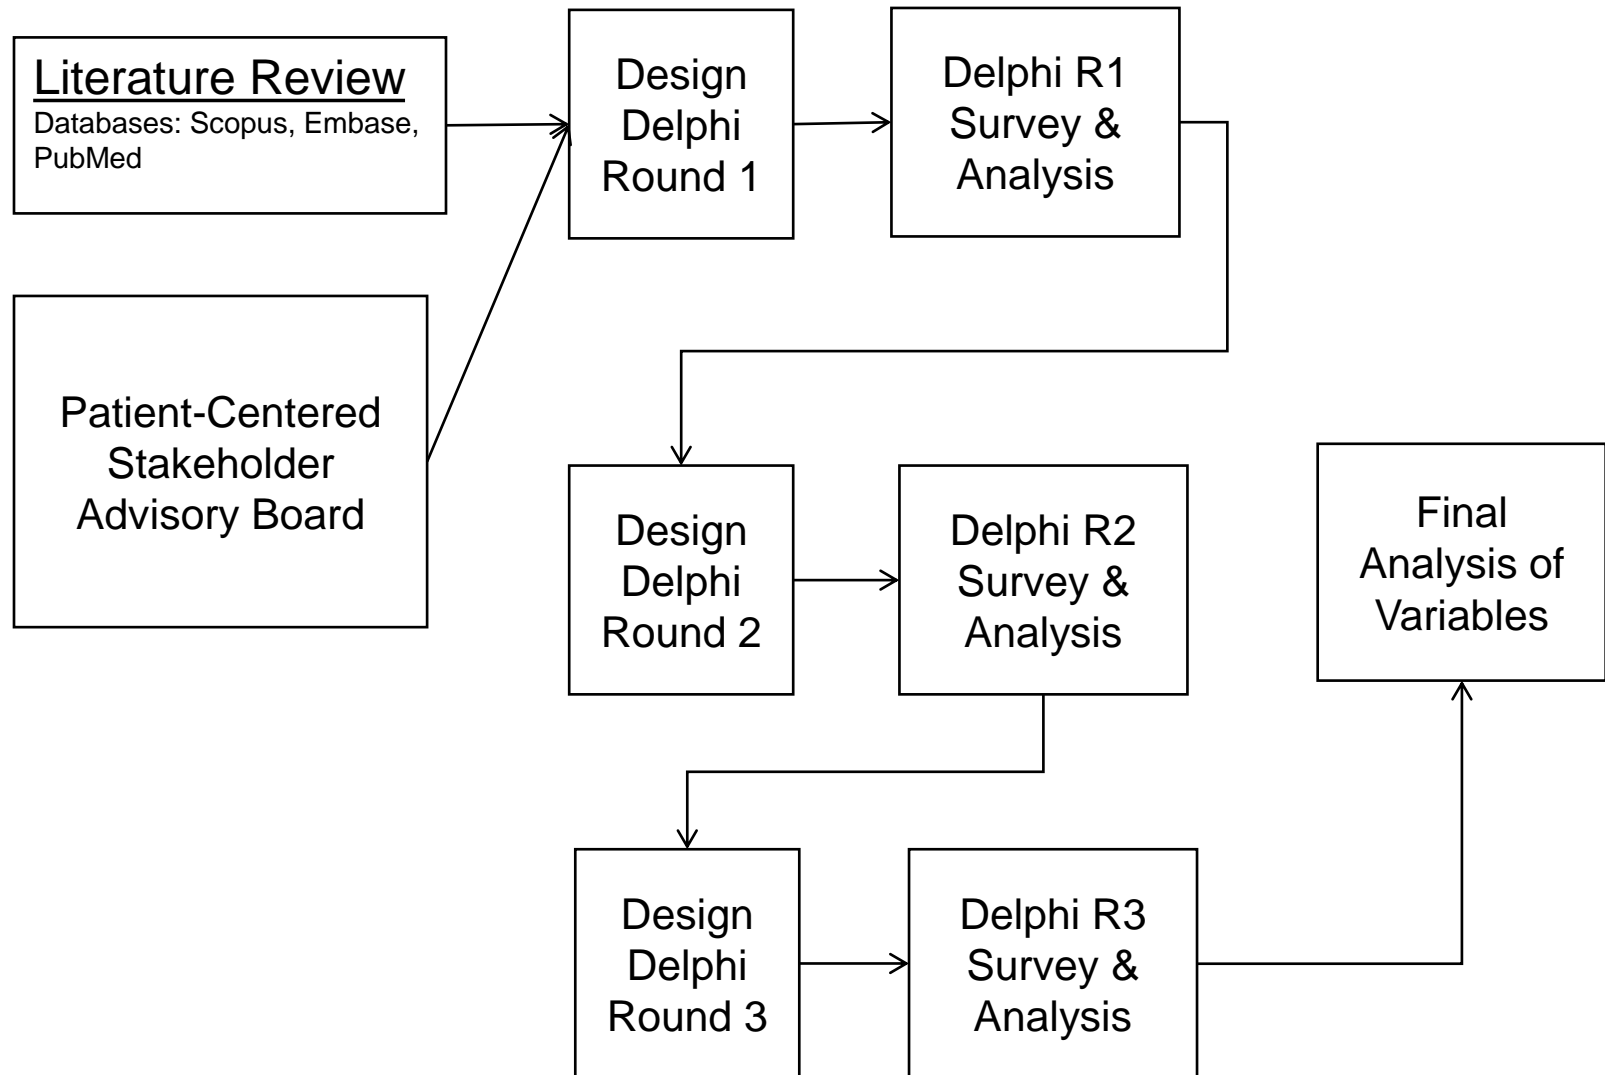 Literature Review
Databases: Scopus, Embase,
PubMed
Design
Delphi
Round 1
Delphi R1
Survey &
Analysis
Patient-Centered
Stakeholder
Advisory Board
Design
Delphi
Round 2
Delphi R2
Survey &
Analysis
Final
Analysis of
Variables
Design
Delphi
Round 3
Delphi R3
Survey &
Analysis